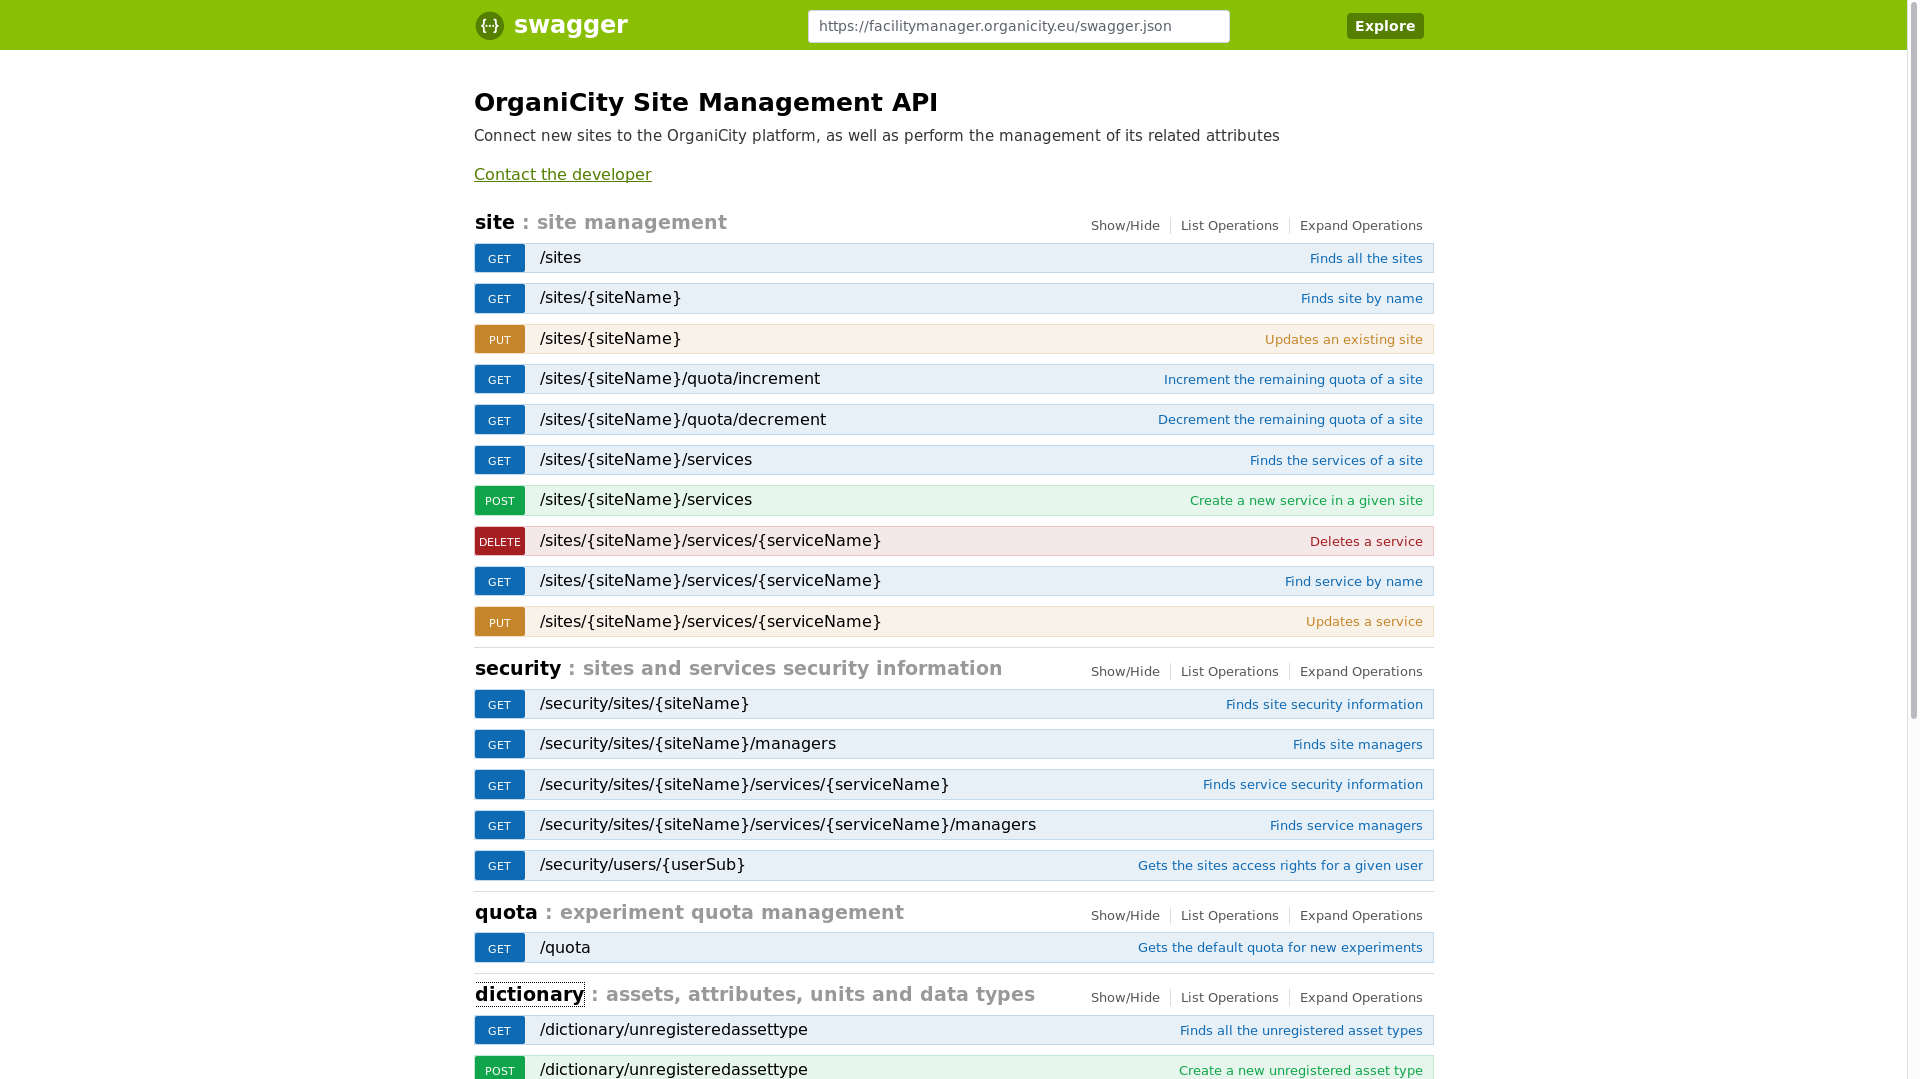 {···} swagger https://facilitymanager.organicity.eu/swagger.json Explore
OrganiCity Site Management API
Connect new sites to the OrganiCity platform, as well as perform the management of its related attributes
Contact the developer
site : site management Show/Hide List Operations Expand Operations
GET /sites Finds all the sites
GET /sites/{siteName} Finds site by name
PUT /sites/{siteName} Updates an existing site
GET /sites/{siteName}/quota/increment Increment the remaining quota of a site
GET /sites/{siteName}/quota/decrement Decrement the remaining quota of a site
GET /sites/{siteName}/services Finds the services of a site
POST /sites/{siteName}/services Create a new service in a given site
DELETE /sites/{siteName}/services/{serviceName} Deletes a service
GET /sites/{siteName}/services/{serviceName} Find service by name
PUT /sites/{siteName}/services/{serviceName} Updates a service
security : sites and services security information Show/Hide List Operations Expand Operations
GET /security/sites/{siteName} Finds site security information
GET /security/sites/{siteName}/managers Finds site managers
GET /security/sites/{siteName}/services/{serviceName} Finds service security information
GET /security/sites/{siteName}/services/{serviceName}/managers Finds service managers
GET /security/users/{userSub} Gets the sites access rights for a given user
quota : experiment quota management Show/Hide List Operations Expand Operations
GET /quota Gets the default quota for new experiments
dictionary : assets, attributes, units and data types Show/Hide List Operations Expand Operations
GET /dictionary/unregisteredassettype Finds all the unregistered asset types
POST /dictionary/unregisteredassettype Create a new unregistered asset type